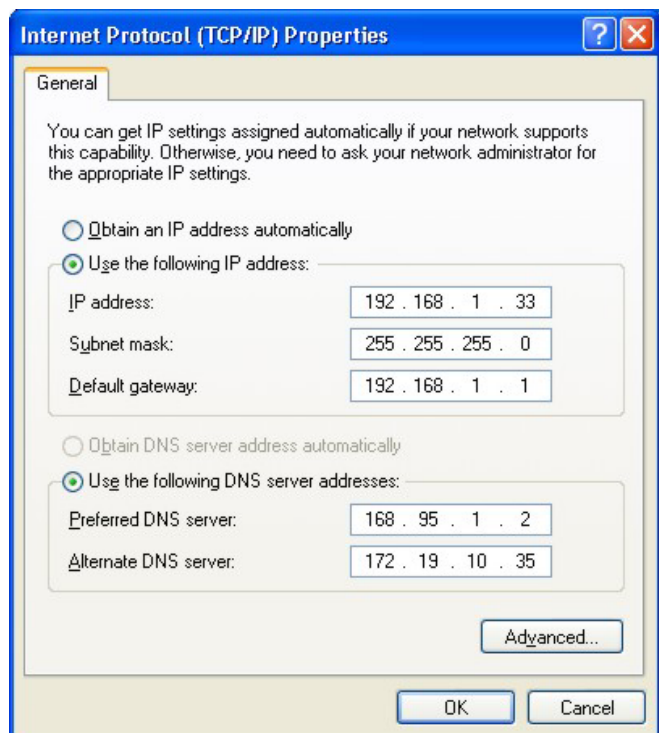 Internet Protocol (TCP/IP) Properties
General
You can get IP settings assigned automatically if your network supports
this capability. Otherwise, you need to ask your network administrator for
the appropriate IP settings.
Obtain an IP address automatically
Use the following IP address:
IP address: 192 . 168 . 1 . 33
Subnet mask: 255 . 255 . 255 . 0
Default gateway: 192 . 168 . 1 . 1
Obtain DNS server address automatically
Use the following DNS server addresses:
Preferred DNS server: 168 . 95 . 1 . 2
Alternate DNS server: 172 . 19 . 10 . 35
Advanced...
OK Cancel